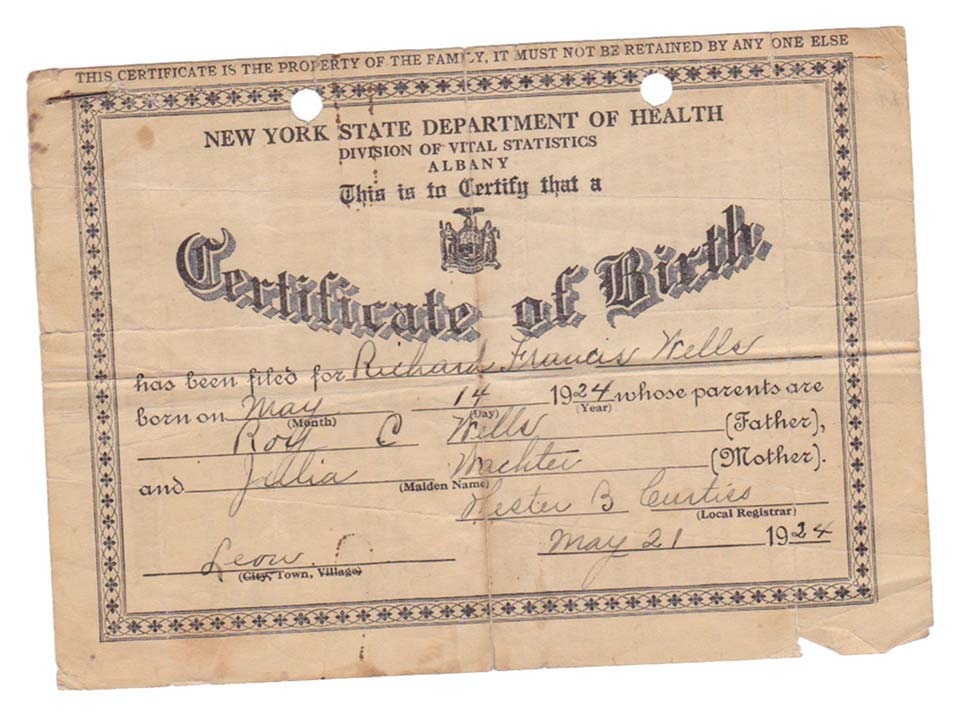 THIS CERTIFICATE IS THE PROPERTY OF THE FAMILY, IT MUST NOT BE RETAINED BY ANY ONE ELSE
NEW YORK STATE DEPARTMENT OF HEALTH
DIVISION OF VITAL STATISTICS
ALBANY
This is to Certify that a
Certificate of Birth
has been filed for Richard Francis Wells
born on May 14 1924 whose parents are
(Month) (Day) (Year)
Roy C Wells (Father),
and Wachter (Mother).
(Maiden Name)
B Curtiss
(Local Registrar)
May 21 1924
Leon
(City, Town, Village)